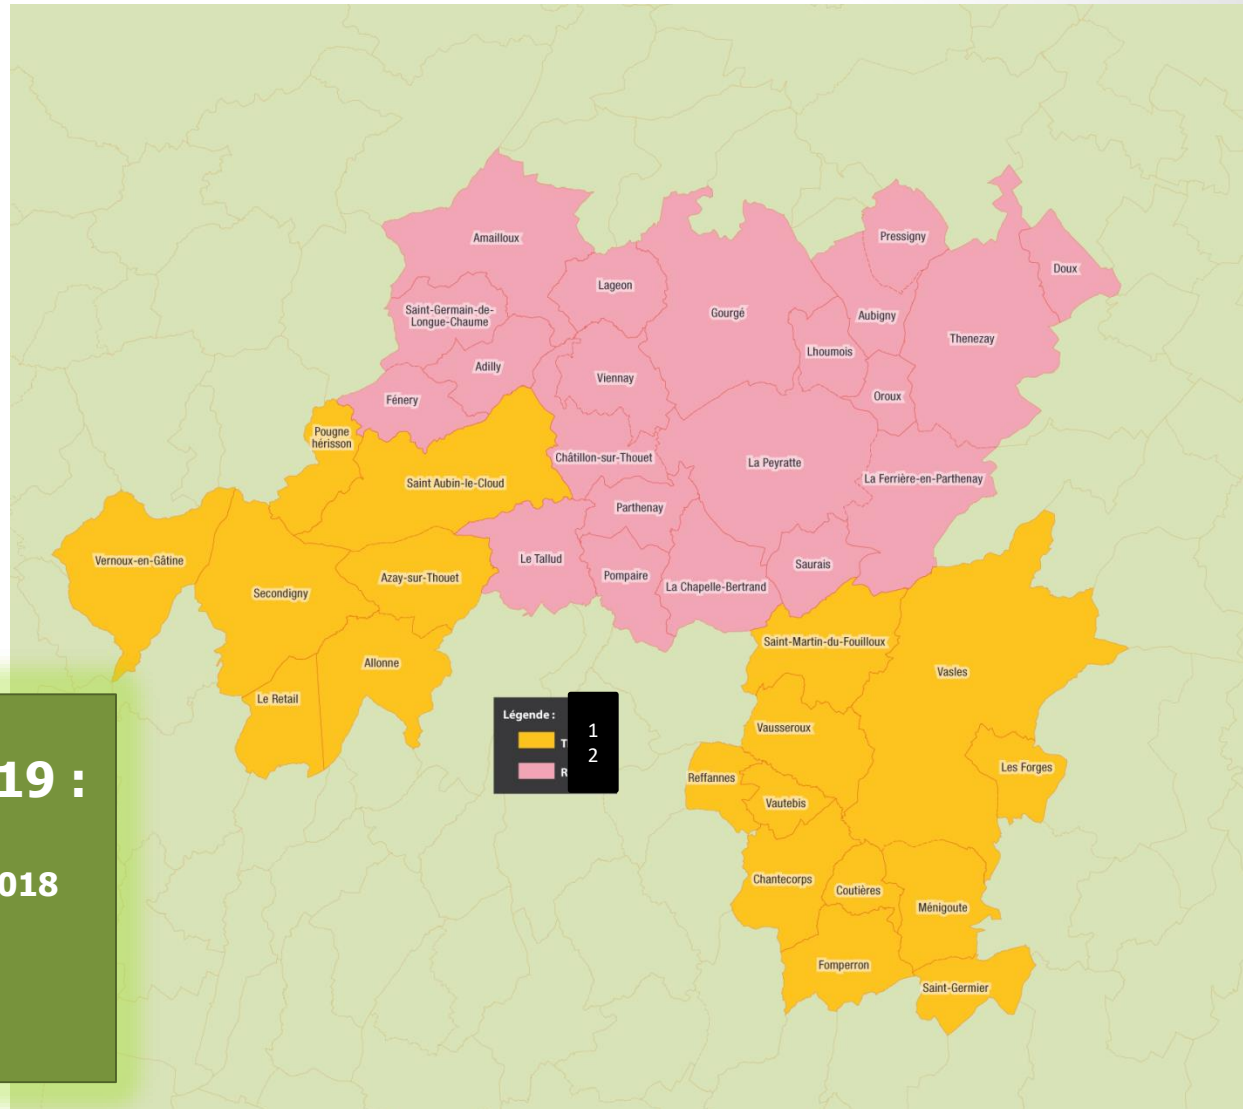 Amailloux
Pressigny
Doux
Lageon
Saint-Germain-de-
Longue-Chaume
Gourgé
Aubigny
Thenezay
Lhoumois
Adilly
Viennay
Oroux
Fénery
Pougne
hérisson
Châtillon-sur-Thouet
La Peyratte
Saint Aubin-le-Cloud
La Ferrière-en-Parthenay
Parthenay
Vernoux-en-Gâtine
Le Tallud
Saurais
Azay-sur-Thouet
Pompaire
La Chapelle-Bertrand
Secondigny
Saint-Martin-du-Fouilloux
Allonne
Vasles
Le Retail
Légende :
1
T
2
R
Vausseroux
Les Forges
Reffannes
19 :
Vautebis
Chantecorps
018
Coutières
Ménigoute
Fomperron
Saint-Germier